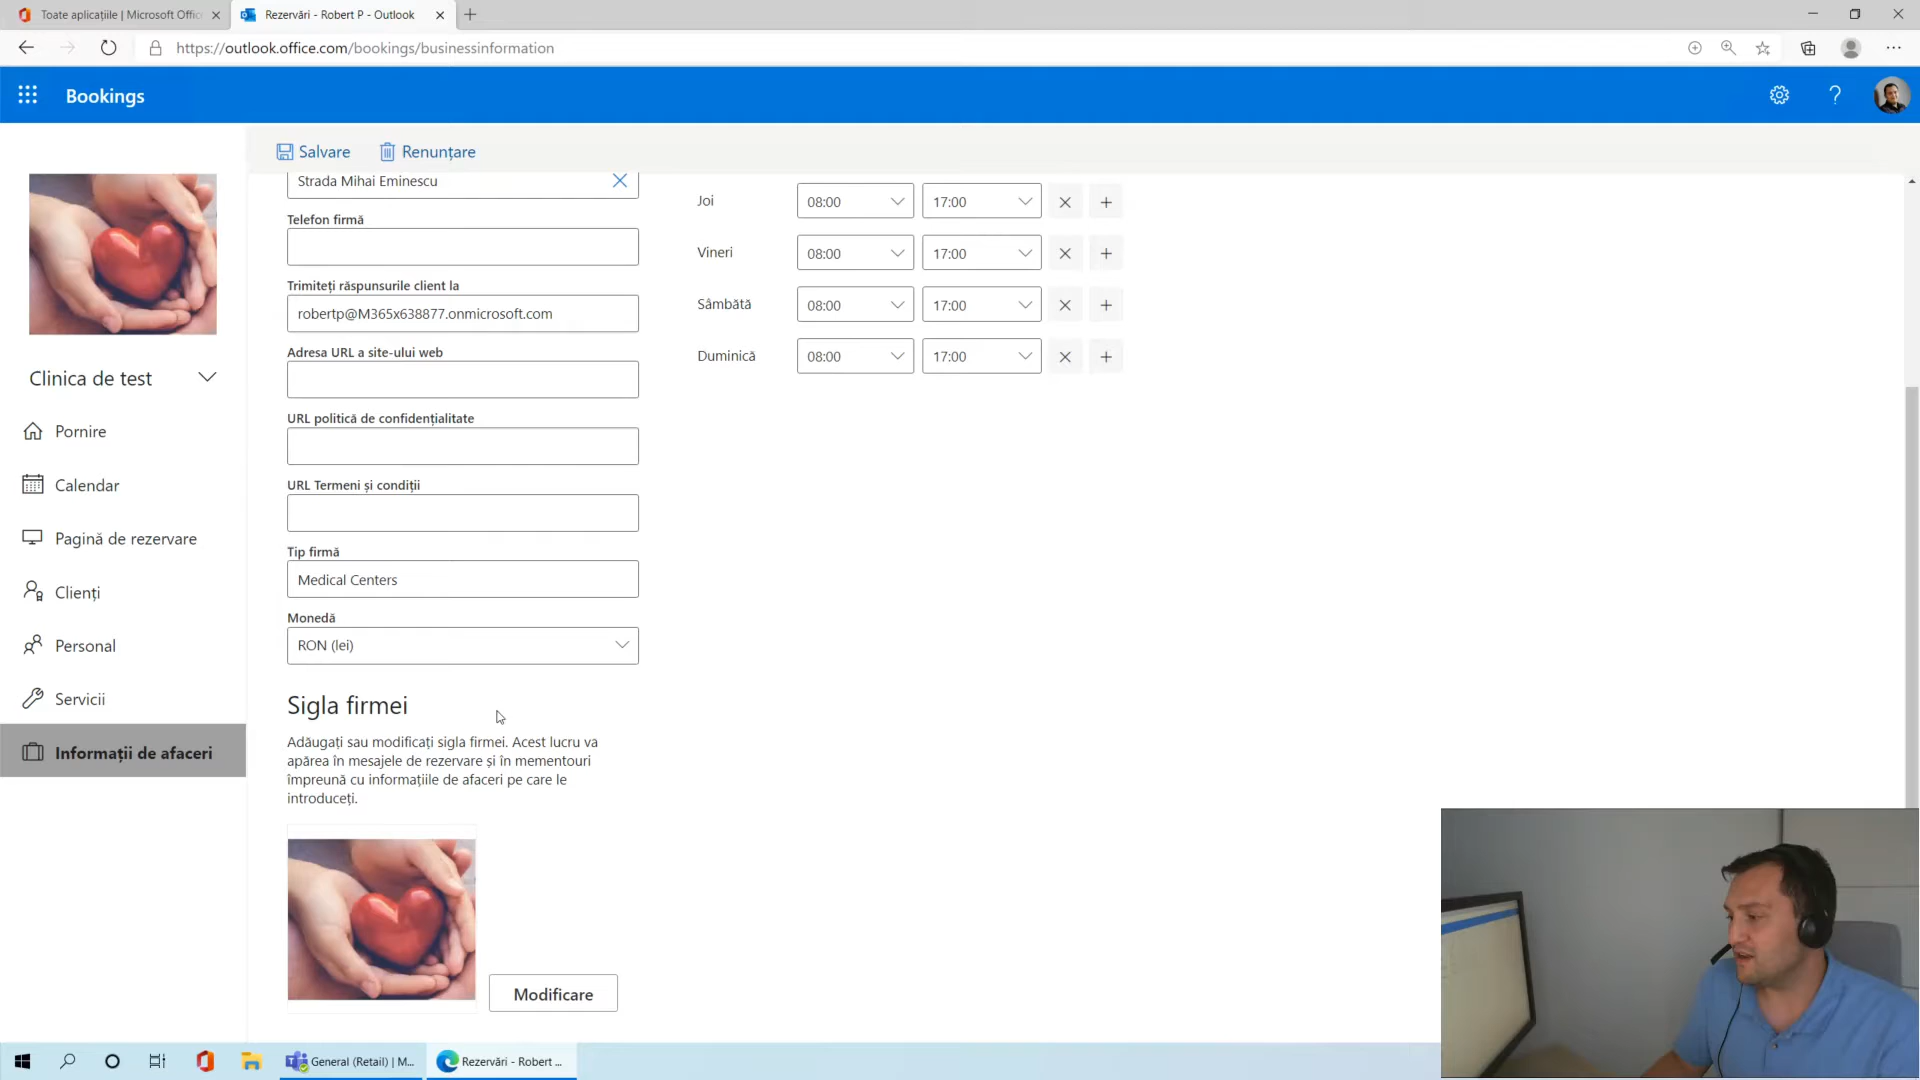 Toate aplicațiile | Microsoft Offic
Rezervări - Robert P - Outlook
https://outlook.office.com/bookings/businessinformation
Bookings
Salvare
Renunțare
Clinica de test
Pornire
Calendar
Pagină de rezervare
Clienți
Personal
Servicii
Informații de afaceri
Strada Mihai Eminescu
Telefon firmă
Trimiteți răspunsurile client la
robertp@M365x638877.onmicrosoft.com
Adresa URL a site-ului web
URL politică de confidențialitate
URL Termeni și condiții
Tip firmă
Medical Centers
Monedă
RON (lei)
Sigla firmei
Adăugați sau modificați sigla firmei. Acest lucru va
apărea în mesajele de rezervare și în mementouri
împreună cu informațiile de afaceri pe care le
introduceți.
Modificare
Joi 08:00 17:00
Vineri 08:00 17:00
Sâmbătă 08:00 17:00
Duminică 08:00 17:00
General (Retail) | M...
Rezervări - Robert ...